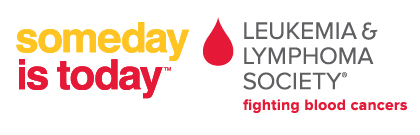 someday
is today™
LEUKEMIA &
LYMPHOMA
SOCIETY®
fighting blood cancers